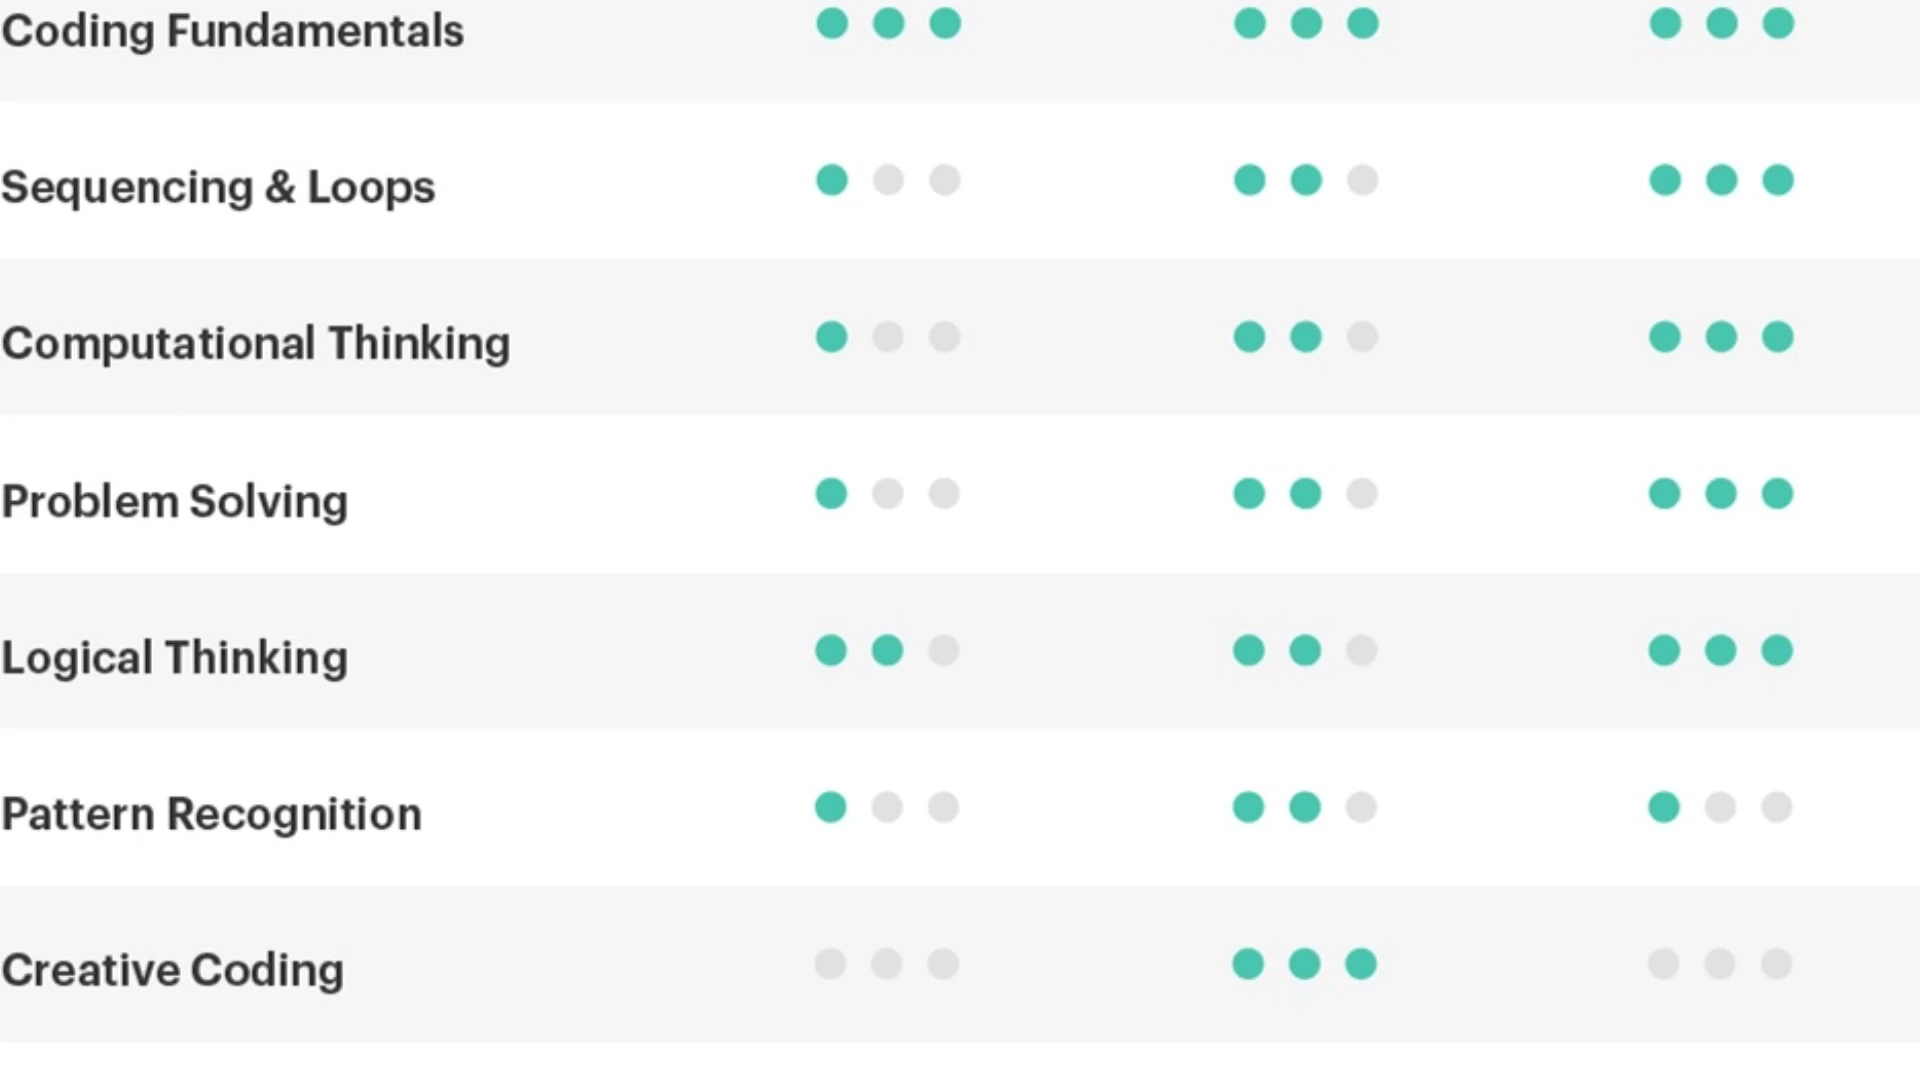 Coding Fundamentals
Sequencing & Loops
Computational Thinking
Problem Solving
Logical Thinking
Pattern Recognition
Creative Coding